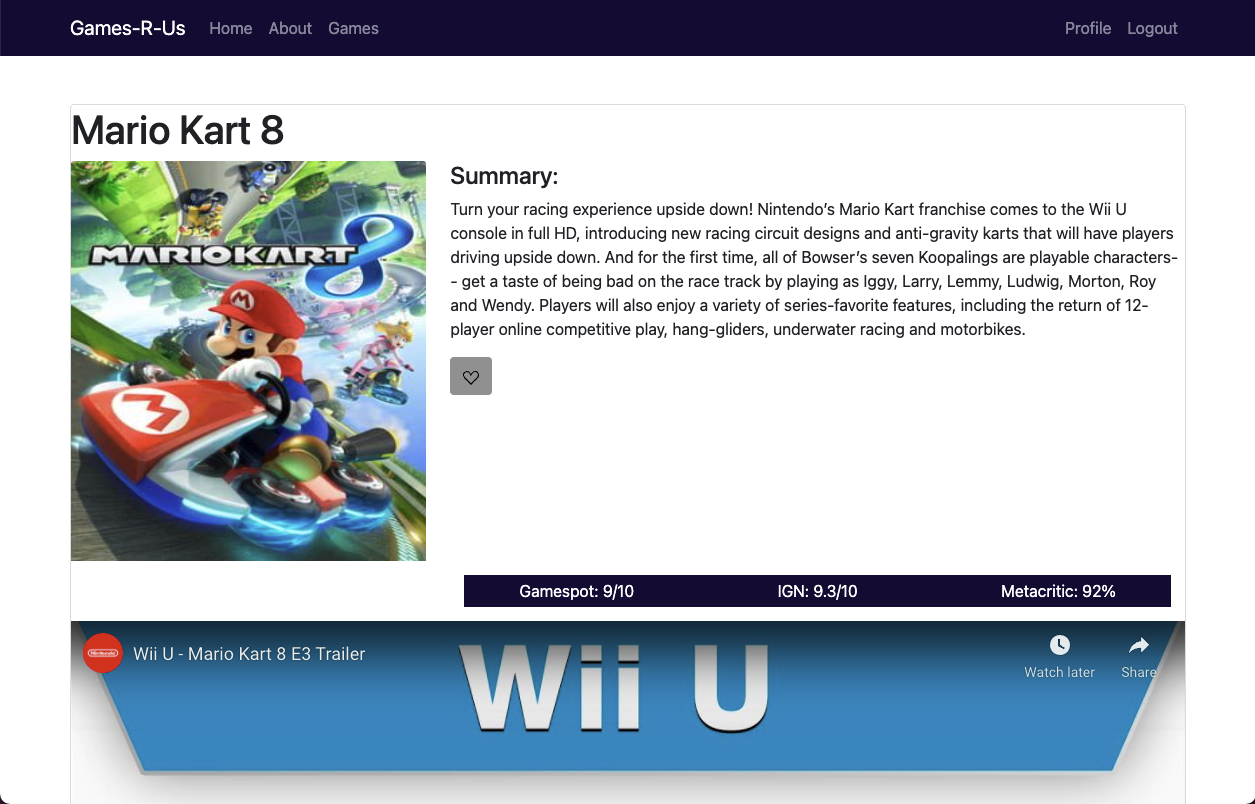 Games-R-Us Home About Games Profile Logout
Mario Kart 8
MARIOKART 8
M
M
Summary:
Turn your racing experience upside down! Nintendo’s Mario Kart franchise comes to the Wii U
console in full HD, introducing new racing circuit designs and anti-gravity karts that will have players
driving upside down. And for the first time, all of Bowser’s seven Koopalings are playable characters-
- get a taste of being bad on the race track by playing as Iggy, Larry, Lemmy, Ludwig, Morton, Roy
and Wendy. Players will also enjoy a variety of series-favorite features, including the return of 12-
player online competitive play, hang-gliders, underwater racing and motorbikes.
Gamespot: 9/10 IGN: 9.3/10 Metacritic: 92%
Nintendo
Wii U - Mario Kart 8 E3 Trailer
Watch later Share
Wii U